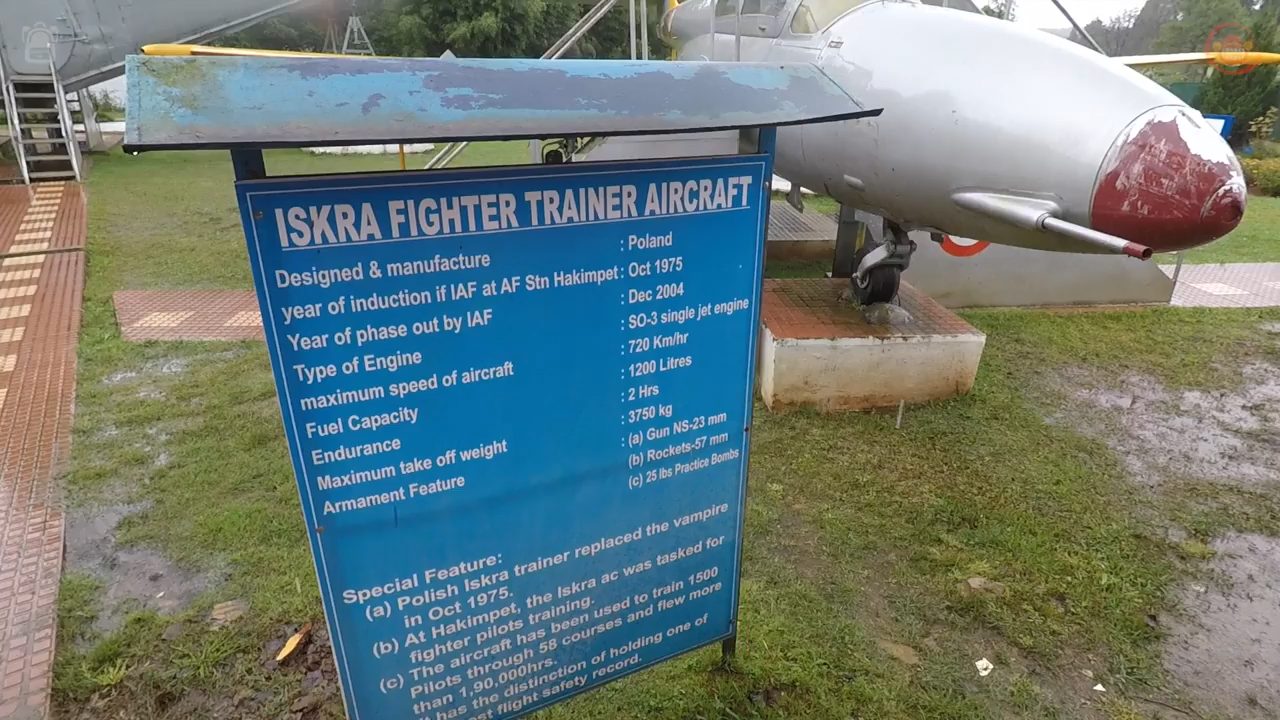 ISKRA FIGHTER TRAINER AIRCRAFT
Designed & manufacture : Poland
year of induction if IAF at AF Stn Hakimpet : Oct 1975
Year of phase out by IAF : Dec 2004
Type of Engine : SO-3 single jet engine
maximum speed of aircraft : 720 Km/hr
Fuel Capacity : 1200 Litres
Endurance : 2 Hrs
Maximum take off weight : 3750 kg
Armament Feature : (a) Gun NS-23 mm
(b) Rockets-57 mm
(c) 25 lbs Practice Bombs
Special Feature:
(a) Polish Iskra trainer replaced the vampire
in Oct 1975.
(b) At Hakimpet, the Iskra ac was tasked for
fighter pilots training.
(c) The aircraft has been used to train 1500
Pilots through 58 courses and flew more
than 1,90,000hrs.
It has the distinction of holding one of
flight safety record.